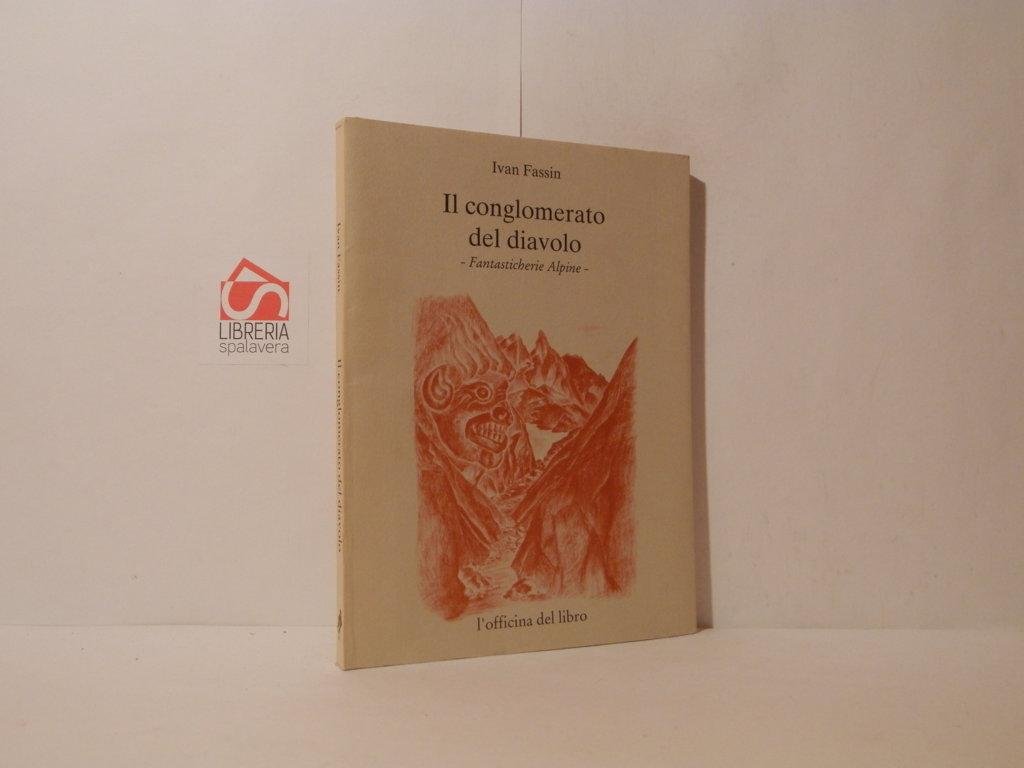 Ivan Fassin
Il conglomerato
del diavolo
- Fantasticherie Alpine -
l'officina del libro
Ivan Fassin
Il conglomerato del diavolo
LIBRERIA
spalavera